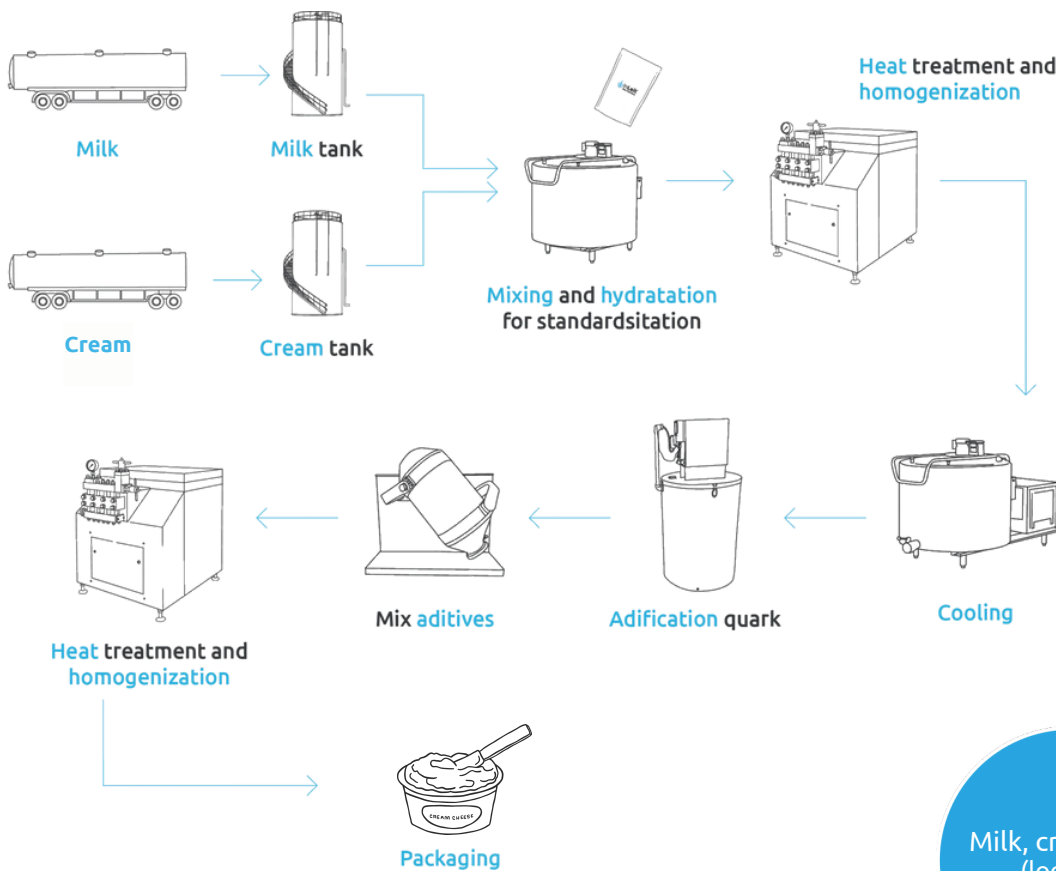 Milk
Milk tank
Heat treatment and
homogenization
Cream
Cream tank
Mixing and hydratation
for standardsitation
Cooling
Adification quark
Mix aditives
Heat treatment and
homogenization
CREAM CHEESE
Packaging
Milk,